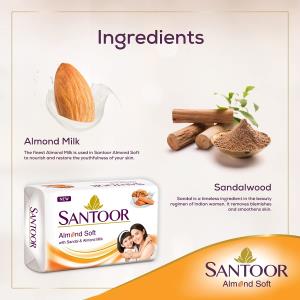 Ingredients
Almond Milk
The finest Almond Milk is used in Santoor Almond Soft
to nourish and restore the youthfulness of your skin.
Sandalwood
Sandal is a timeless ingredient in the beauty
regimen of Indian women. It removes blemishes
and smoothens skin.
NEW
SANTOOR
Almond Soft
with Sandal & Almond Milk
SANTOOR
SANTOOR
Almond Soft